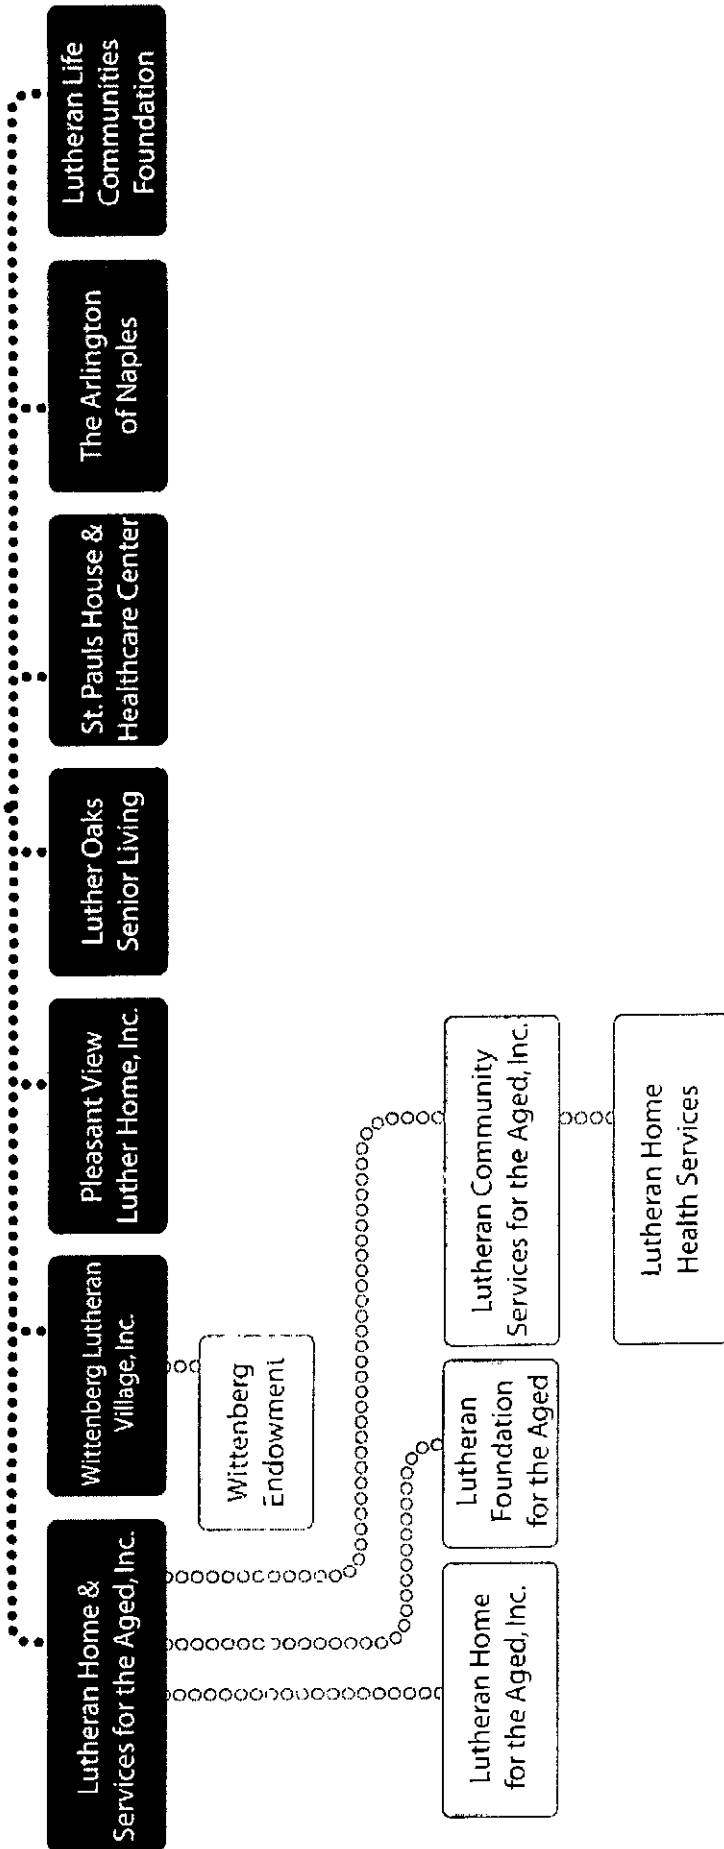 Lutheran Home &
Services for the Aged, Inc.
Wittenberg Lutheran
Village, Inc.
Pleasant View
Luther Home, Inc.
Luther Oaks
Senior Living
St. Pauls House &
Healthcare Center
The Arlington
of Naples
Lutheran Life
Communities
Foundation
Wittenberg
Endowment
Lutheran Home
for the Aged, Inc.
Lutheran
Foundation
for the Aged
Lutheran Community
Services for the Aged, Inc.
Lutheran Home
Health Services